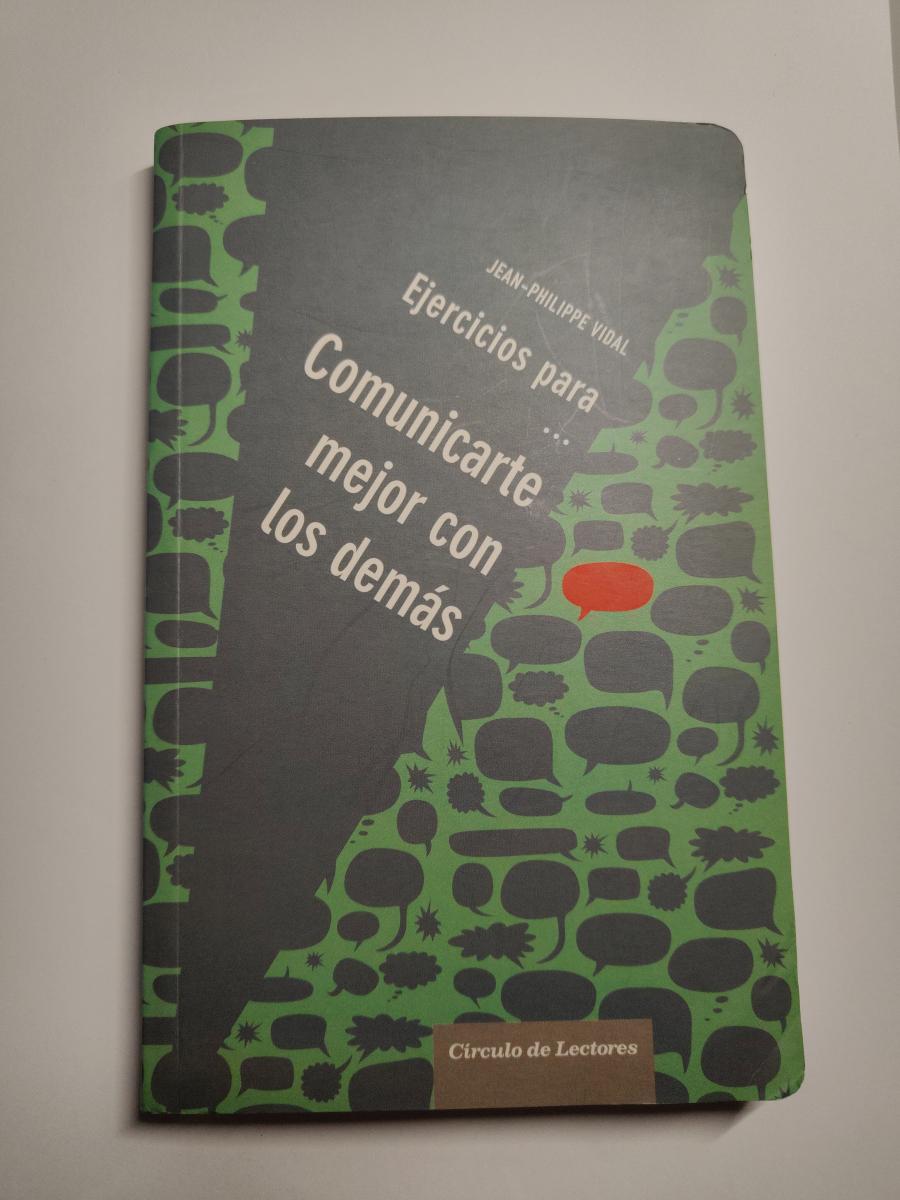 JEAN-PHILIPPE VIDAL
Ejercicios para
...
Comunicarte
mejor con
los demás
Círculo de Lectores